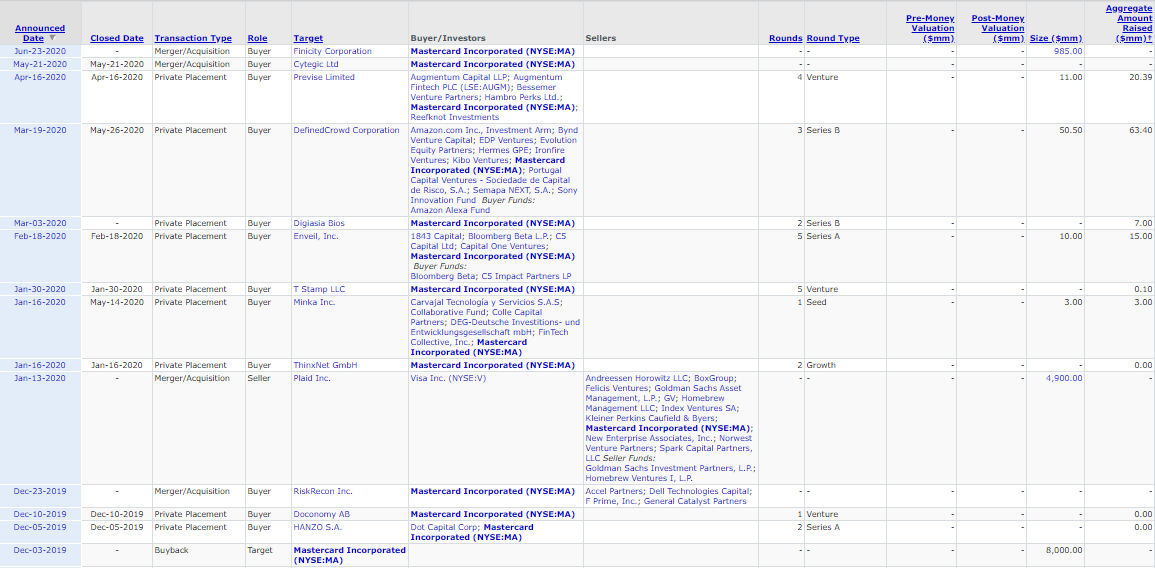 Announced Date ▼ Closed Date Transaction Type Role Target Buyer/Investors Sellers Rounds Round Type Pre-Money Valuation ($mm) Post-Money Valuation ($mm) Size ($mm) Aggregate Amount Raised ($mm)†
Jun-23-2020 - Merger/Acquisition Buyer Finicity Corporation Mastercard Incorporated (NYSE:MA) - - - - 985.00 -
May-21-2020 May-21-2020 Merger/Acquisition Buyer Cytegic Ltd Mastercard Incorporated (NYSE:MA) - - - - - -
Apr-16-2020 Apr-16-2020 Private Placement Buyer Previse Limited Augmentum Capital LLP; Augmentum 4 Venture - - 11.00 20.39
Fintech PLC (LSE:AUGM); Bessemer
Venture Partners; Hambro Perks Ltd.;
Mastercard Incorporated (NYSE:MA);
Reefknot Investments
Mar-19-2020 May-26-2020 Private Placement Buyer DefinedCrowd Corporation Amazon.com Inc., Investment Arm; Bynd 3 Series B - - 50.50 63.40
Venture Capital; EDP Ventures; Evolution
Equity Partners; Hermes GPE; Ironfire
Ventures; Kibo Ventures; Mastercard
Incorporated (NYSE:MA); Portugal
Capital Ventures - Sociedade de Capital
de Risco, S.A.; Semapa NEXT, S.A.; Sony
Innovation Fund Buyer Funds:
Amazon Alexa Fund
Mar-03-2020 - Private Placement Buyer Digiasia Bios Mastercard Incorporated (NYSE:MA) 2 Series B - - - 7.00
Feb-18-2020 Feb-18-2020 Private Placement Buyer Enveil, Inc. 1843 Capital; Bloomberg Beta L.P.; C5 5 Series A - - 10.00 15.00
Capital Ltd; Capital One Ventures;
Mastercard Incorporated (NYSE:MA)
Buyer Funds:
Bloomberg Beta; C5 Impact Partners LP
Jan-30-2020 Jan-30-2020 Private Placement Buyer T Stamp LLC Mastercard Incorporated (NYSE:MA) 5 Venture - - - 0.10
Jan-16-2020 May-14-2020 Private Placement Buyer Minka Inc. Carvajal Tecnología y Servicios S.A.S; 1 Seed - - 3.00 3.00
Collaborative Fund; Colle Capital
Partners; DEG-Deutsche Investitions- und
Entwicklungsgesellschaft mbH; FinTech
Collective, Inc.; Mastercard
Incorporated (NYSE:MA)
Jan-16-2020 Jan-16-2020 Private Placement Buyer ThinxNet GmbH Mastercard Incorporated (NYSE:MA) 2 Growth - - - 0.00
Jan-13-2020 - Merger/Acquisition Seller Plaid Inc. Visa Inc. (NYSE:V) Andreessen Horowitz LLC; BoxGroup; - - - - 4,900.00 -
Felicis Ventures; Goldman Sachs Asset
Management, L.P.; GV; Homebrew
Management LLC; Index Ventures SA;
Kleiner Perkins Caufield & Byers;
Mastercard Incorporated (NYSE:MA);
New Enterprise Associates, Inc.; Norwest
Venture Partners; Spark Capital Partners,
LLC Seller Funds:
Goldman Sachs Investment Partners, L.P.;
Homebrew Ventures I, L.P.
Dec-23-2019 - Merger/Acquisition Buyer RiskRecon Inc. Mastercard Incorporated (NYSE:MA) Accel Partners; Dell Technologies Capital; - - - - - -
F Prime, Inc.; General Catalyst Partners
Dec-10-2019 Dec-10-2019 Private Placement Buyer Doconomy AB Mastercard Incorporated (NYSE:MA) 1 Venture - - - 0.00
Dec-05-2019 Dec-05-2019 Private Placement Buyer HANZO S.A. Dot Capital Corp; Mastercard 2 Series A - - - 0.00
Incorporated (NYSE:MA)
Dec-03-2019 - Buyback Target Mastercard Incorporated - - - - 8,000.00 -
(NYSE:MA)